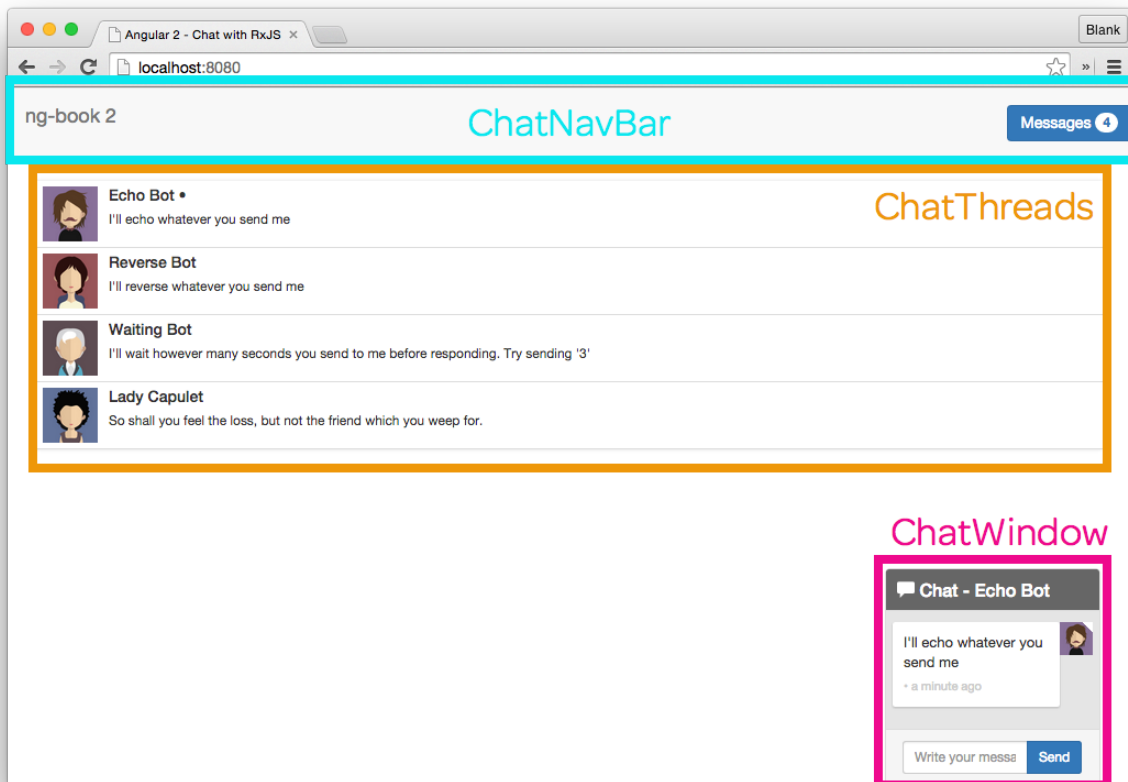 Angular 2 - Chat with RxJS ×
Blank
localhost:8080
»
ng-book 2
ChatNavBar
Messages 4
ChatThreads
Echo Bot •
I'll echo whatever you send me
Reverse Bot
I'll reverse whatever you send me
Waiting Bot
I'll wait however many seconds you send to me before responding. Try sending '3'
Lady Capulet
So shall you feel the loss, but not the friend which you weep for.
ChatWindow
Chat - Echo Bot
I'll echo whatever you
send me
• a minute ago
Write your messa
Send